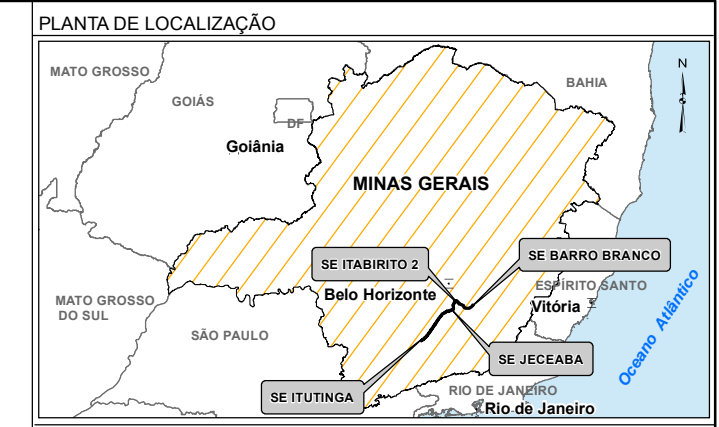 PLANTA DE LOCALIZAÇÃO
MATO GROSSO
N
BAHIA
GOIÁS
DF
Goiânia
MINAS GERAIS
SE BARRO BRANCO
SE ITABIRITO 2
ESPÍRITO SANTO
Belo Horizonte
MATO GROSSO
DO SUL
Vitória
Oceano Atlântico
SÃO PAULO
SE JECEABA
SE ITUTINGA
RIO DE JANEIRO
Rio de Janeiro